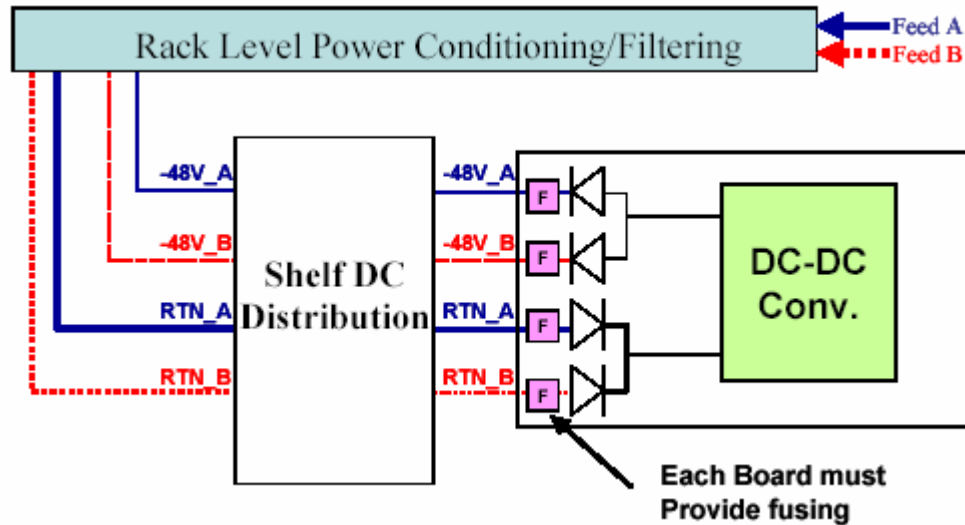 Rack Level Power Conditioning/Filtering
Feed A
Feed B
-48V_A
-48V_B
RTN_A
RTN_B
Shelf DC
Distribution
-48V_A
-48V_B
RTN_A
RTN_B
F
F
F
F
DC-DC
Conv.
Each Board must
Provide fusing